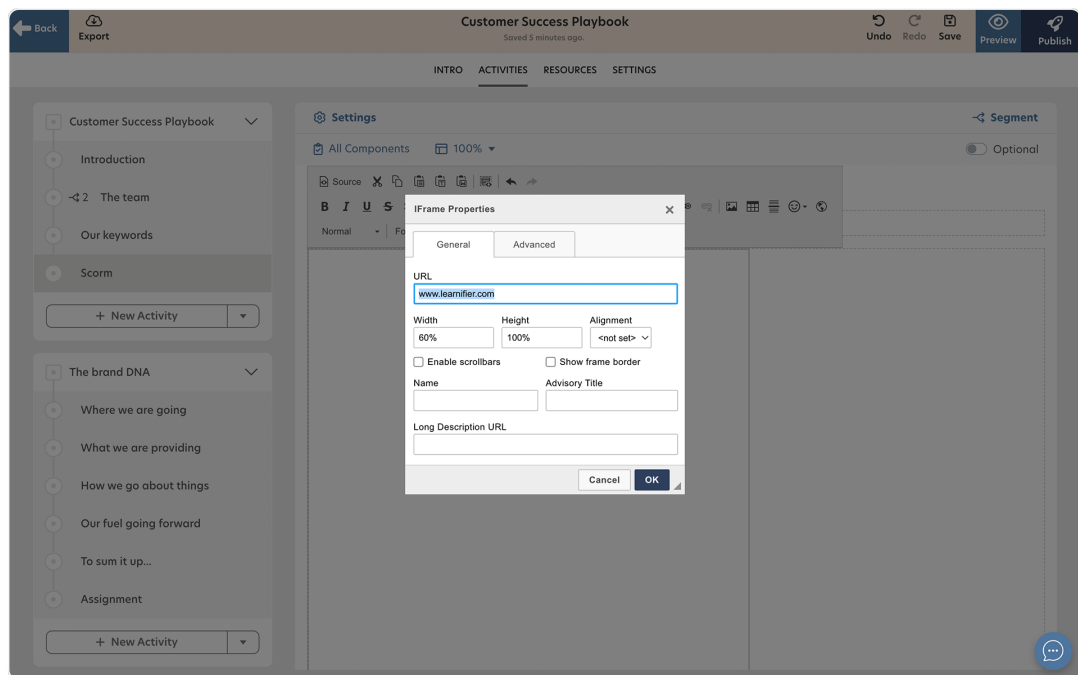 Back
Export
Customer Success Playbook
Saved 5 minutes ago.
Undo
Redo
Save
Preview
Publish
INTRO ACTIVITIES RESOURCES SETTINGS
Customer Success Playbook
Introduction
2 The team
Our keywords
Scorm
+ New Activity
The brand DNA
Where we are going
What we are providing
How we go about things
Our fuel going forward
To sum it up...
Assignment
+ New Activity
Settings
Segment
All Components
100%
Optional
Source
B I U S
Normal
Fo
IFrame Properties
General
Advanced
URL
www.learnifier.com
Width Height Alignment
60% 100% <not set>
Enable scrollbars Show frame border
Name Advisory Title
Long Description URL
Cancel OK